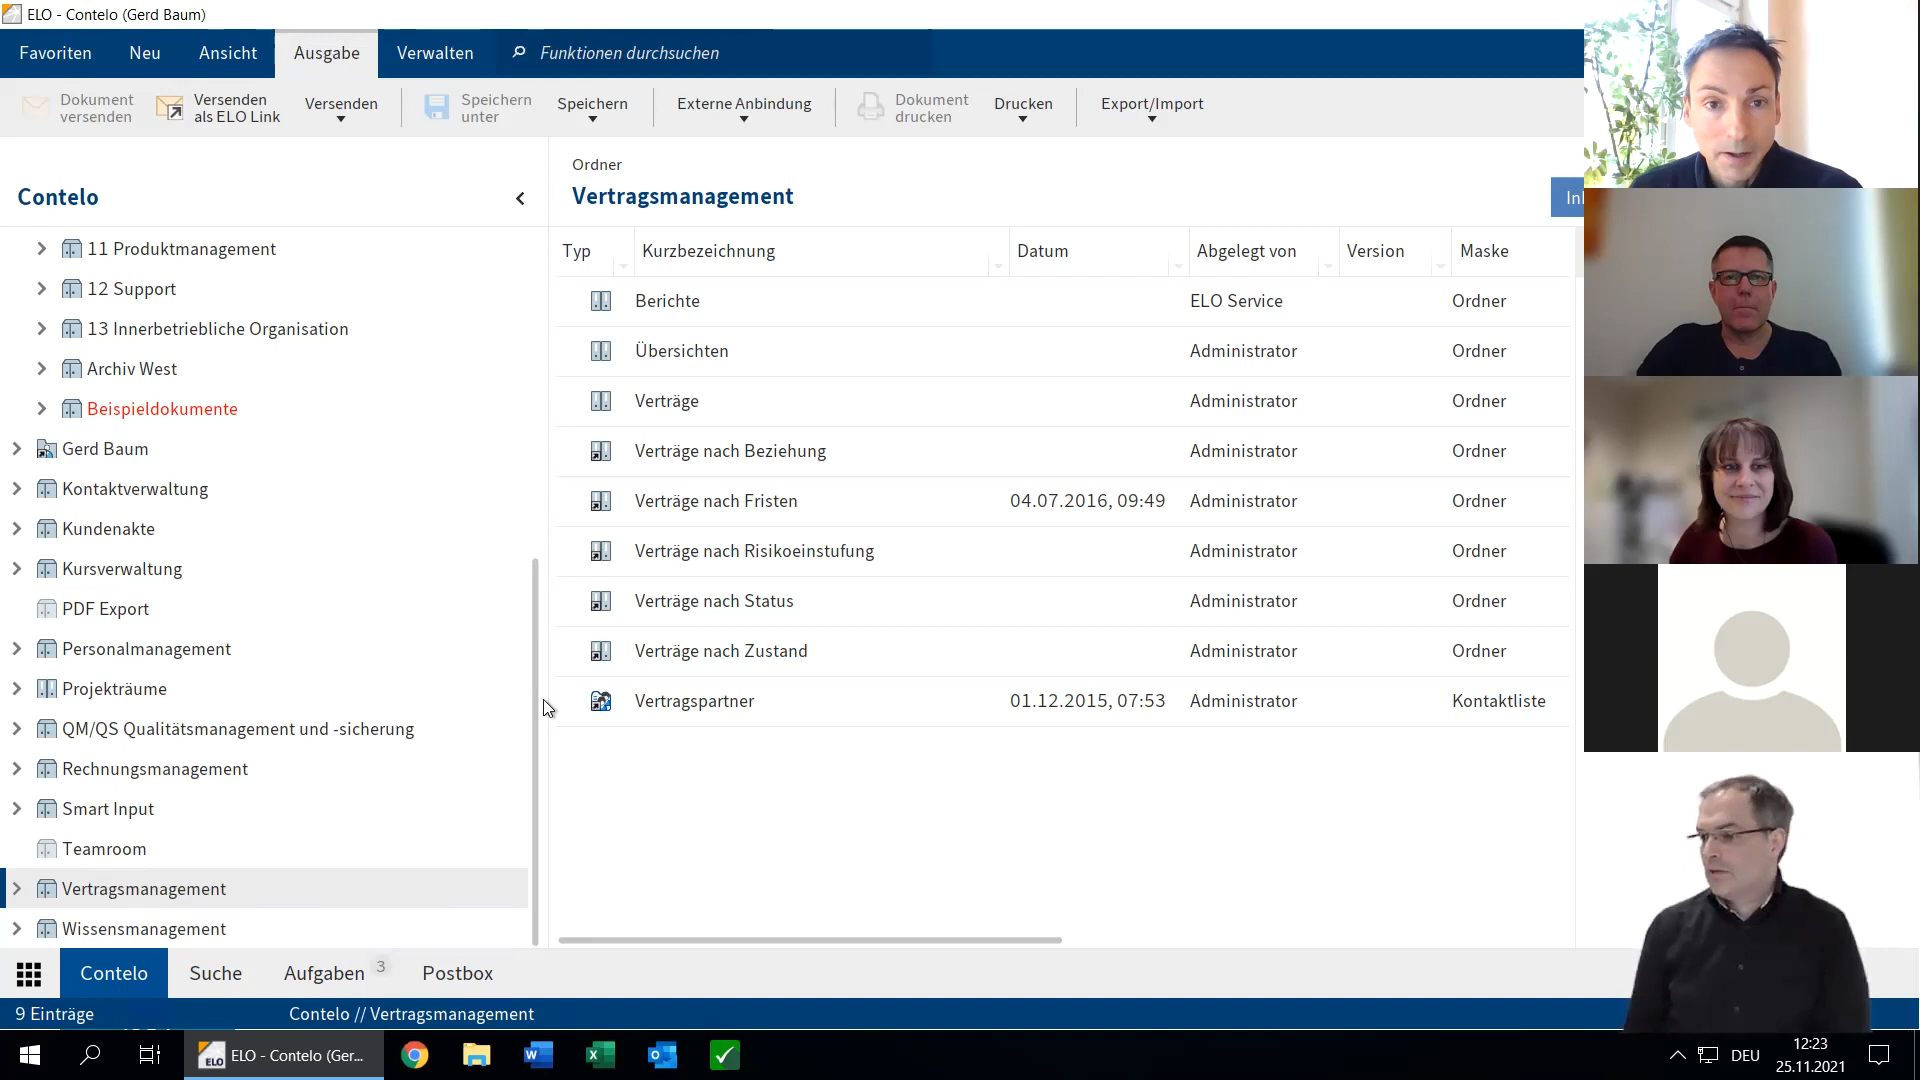 ELO - Contelo (Gerd Baum)
Favoriten
Neu
Ansicht
Ausgabe
Verwalten
Funktionen durchsuchen
Dokument
versenden
Versenden
als ELO Link
Versenden
Speichern
unter
Speichern
Externe Anbindung
Dokument
drucken
Drucken
Export/Import
Contelo
11 Produktmanagement
12 Support
13 Innerbetriebliche Organisation
Archiv West
Beispieldokumente
Gerd Baum
Kontaktverwaltung
Kundenakte
Kursverwaltung
PDF Export
Personalmanagement
Projekträume
QM/QS Qualitätsmanagement und -sicherung
Rechnungsmanagement
Smart Input
Teamroom
Vertragsmanagement
Wissensmanagement
Ordner
Vertragsmanagement
Typ Kurzbezeichnung Datum Abgelegt von Version Maske
Berichte ELO Service Ordner
Übersichten Administrator Ordner
Verträge Administrator Ordner
Verträge nach Beziehung Administrator Ordner
Verträge nach Fristen 04.07.2016, 09:49 Administrator Ordner
Verträge nach Risikoeinstufung Administrator Ordner
Verträge nach Status Administrator Ordner
Verträge nach Zustand Administrator Ordner
Vertragspartner 01.12.2015, 07:53 Administrator Kontaktliste
Contelo
Suche
Aufgaben 3
Postbox
9 Einträge
Contelo // Vertragsmanagement
ELO - Contelo (Ger...
DEU
12:23
25.11.2021